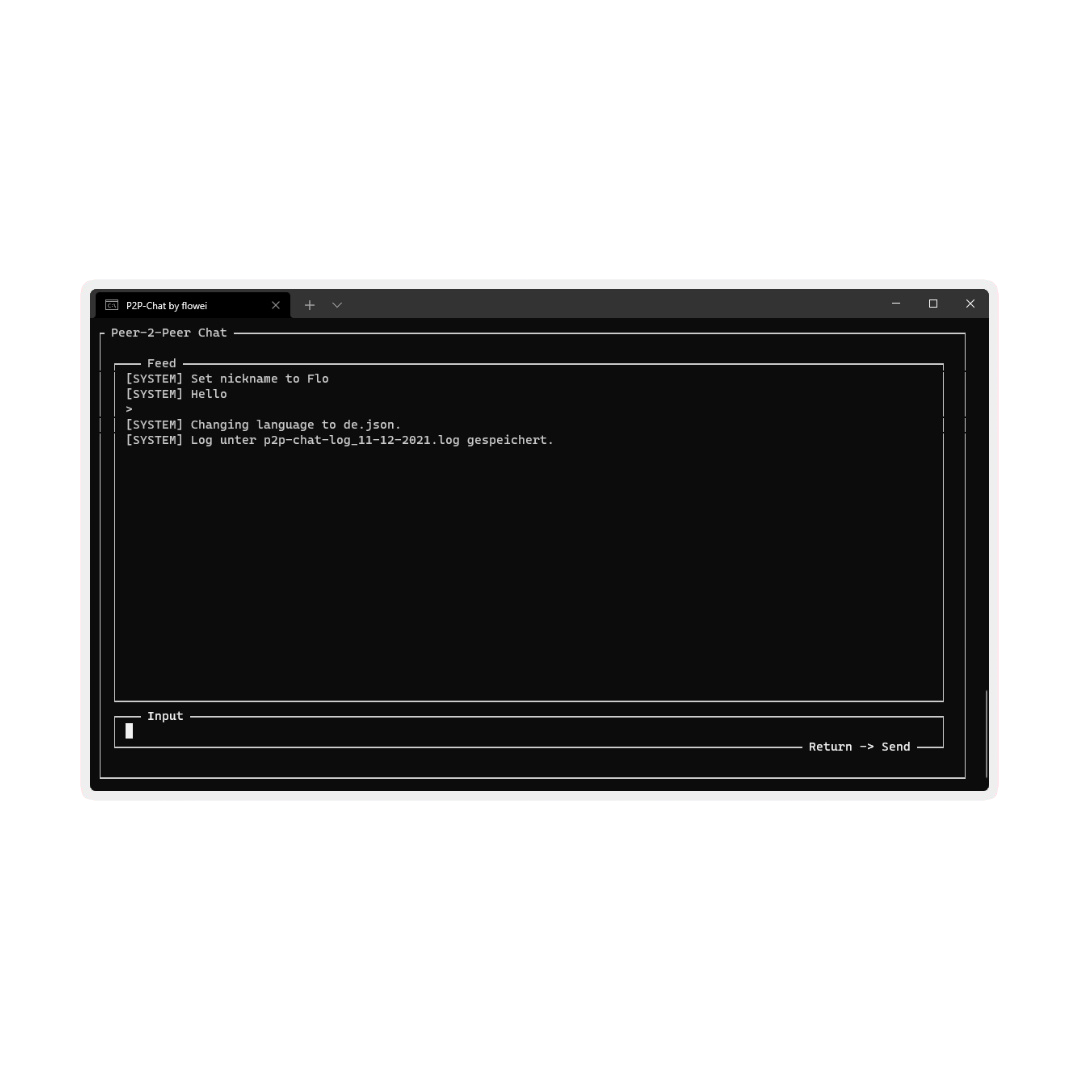 P2P-Chat by flowei
Peer-2-Peer Chat
Feed
[SYSTEM] Set nickname to Flo
[SYSTEM] Hello
>
[SYSTEM] Changing language to de.json.
[SYSTEM] Log unter p2p-chat-log_11-12-2021.log gespeichert.
Input
Return -> Send